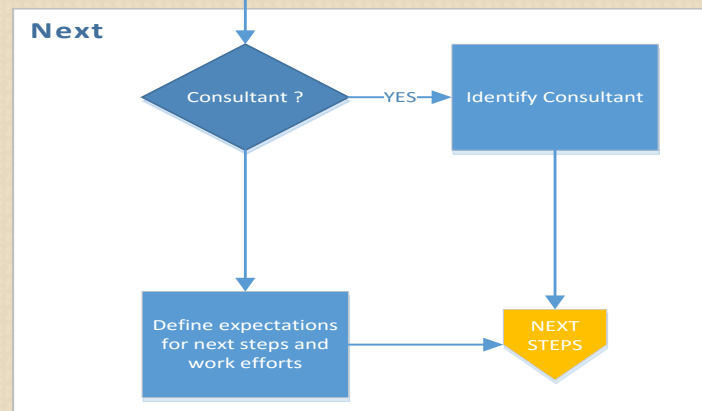 Next
Consultant ?
YES
Identify Consultant
Define expectations
for next steps and
work efforts
NEXT
STEPS